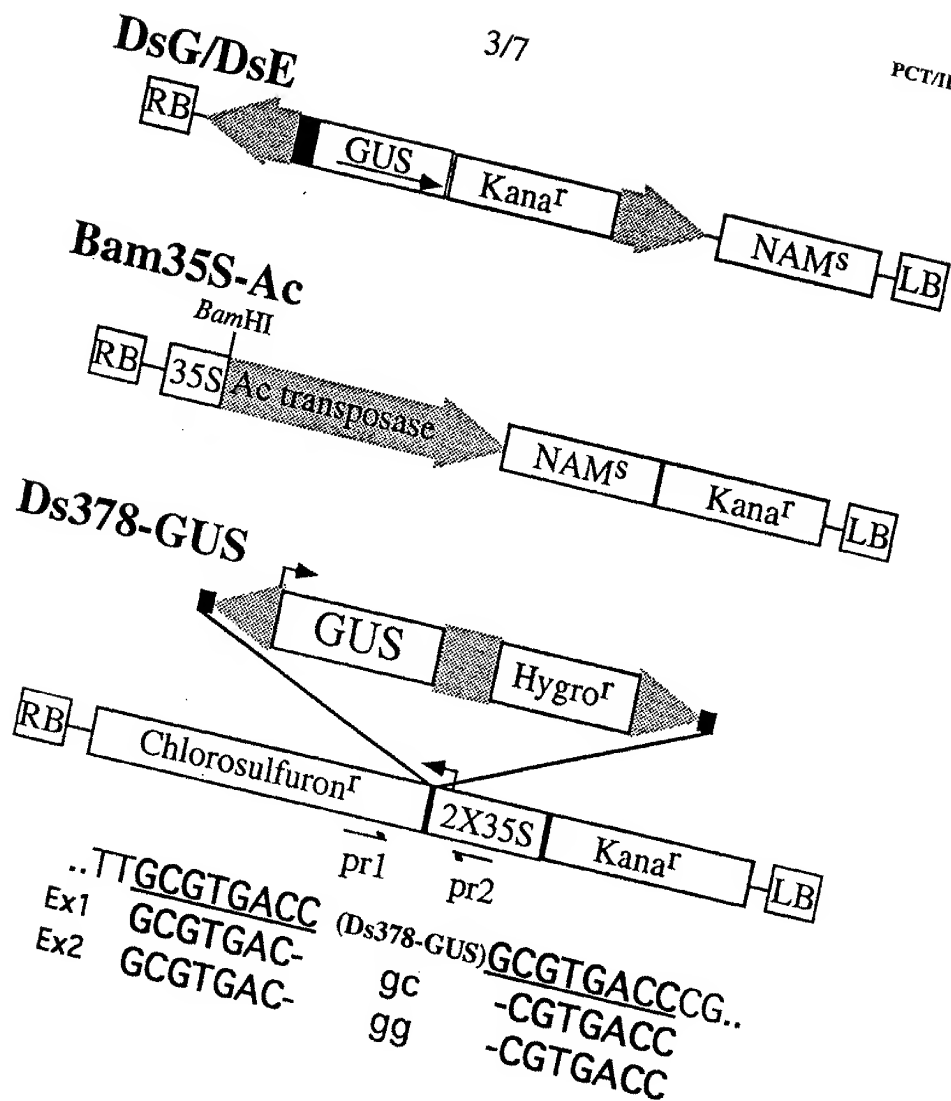 3/7
PCT/I
DsG/DsE
RB GUS Kanaʳ NAMˢ LB
Bam35S-Ac
BamHI
RB 35S Ac transposase NAMˢ Kanaʳ LB
Ds378-GUS
GUS Hygroʳ
RB Chlorosulfuronʳ 2X35S Kanaʳ LB
pr1 pr2
..TTGCGTGACC (Ds378-GUS)GCGTGACCCG..
Ex1 GCGTGAC- gc -CGTGACC
Ex2 GCGTGAC- gg -CGTGACC